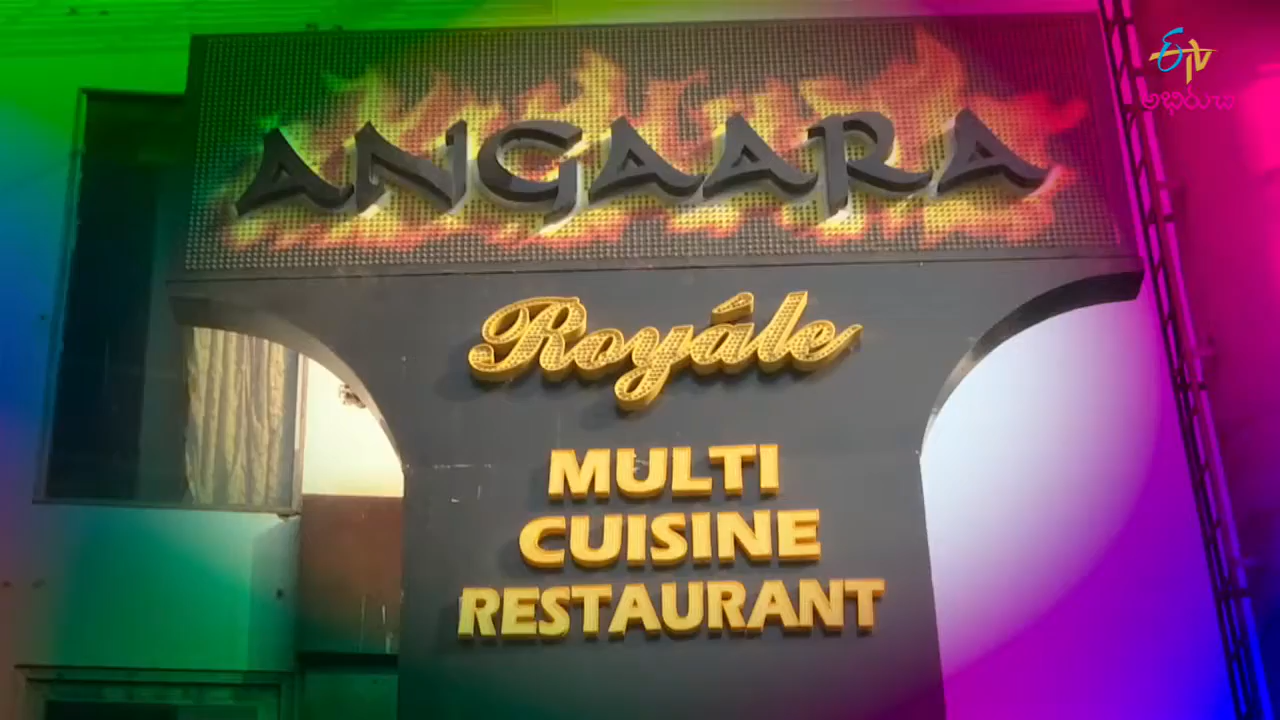 ANGAARA
Royále
MULTI
CUISINE
RESTAURANT
ETV
అభిరుచి